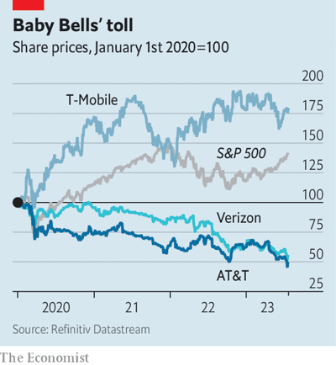 Baby Bells’ toll
Share prices, January 1st 2020=100
200
T-Mobile
175
150
S&P 500
125
100
Verizon
75
50
AT&T
25
2020
21
22
23
Source: Refinitiv Datastream
The Economist